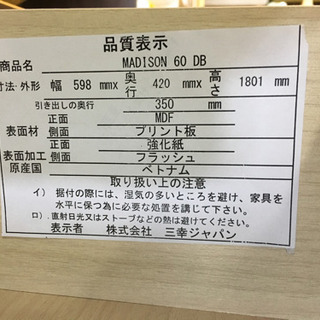 品質表示
商品名 MADISON 60 DB
寸法・外形 幅 598 mm× 奥行 420 mm× 高さ 1801 mm
引き出しの奥行 350 mm
表面材 正面 MDF
側面 プリント板
表面加工 正面 強化紙
側面 フラッシュ
原産国 ベトナム
取り扱い上の注意
イ）据付の際には、湿気の多いところを避け、家具を
水平に保つ為に必要な処置を講じて下さい。
ロ）.直射日光又はストーブなどの熱は避けてください。
表示者 株式会社 三幸ジャパン